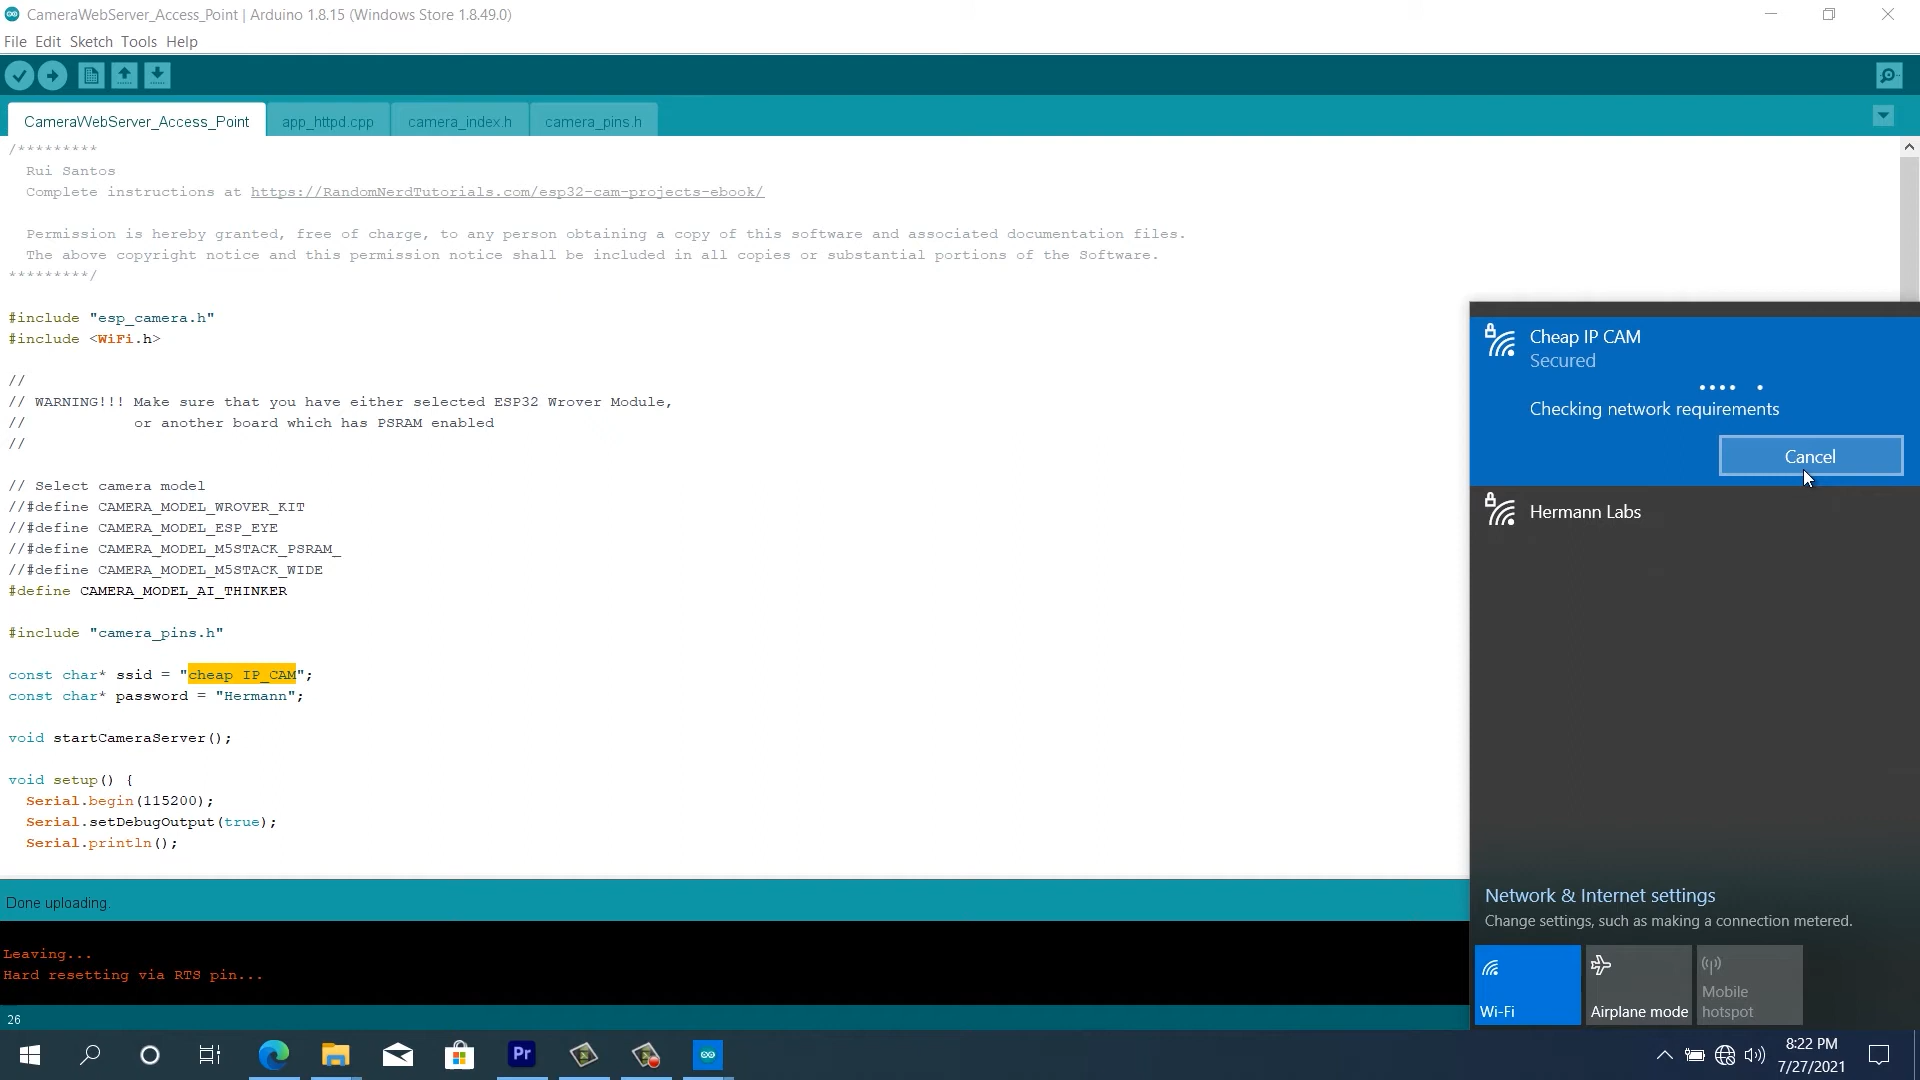 CameraWebServer_Access_Point | Arduino 1.8.15 (Windows Store 1.8.49.0)
File Edit Sketch Tools Help
CameraWebServer_Access_Point app_httpd.cpp camera_index.h camera_pins.h
/*********
Rui Santos
Complete instructions at https://RandomNerdTutorials.com/esp32-cam-projects-ebook/
Permission is hereby granted, free of charge, to any person obtaining a copy of this software and associated documentation files.
The above copyright notice and this permission notice shall be included in all copies or substantial portions of the Software.
*********/
#include "esp_camera.h"
#include <WiFi.h>
//
// WARNING!!! Make sure that you have either selected ESP32 Wrover Module,
// or another board which has PSRAM enabled
//
// Select camera model
//#define CAMERA_MODEL_WROVER_KIT
//#define CAMERA_MODEL_ESP_EYE
//#define CAMERA_MODEL_M5STACK_PSRAM_
//#define CAMERA_MODEL_M5STACK_WIDE
#define CAMERA_MODEL_AI_THINKER
#include "camera_pins.h"
const char* ssid = "cheap IP_CAM";
const char* password = "Hermann";
void startCameraServer();
void setup() {
Serial.begin(115200);
Serial.setDebugOutput(true);
Serial.println();
Done uploading.
Leaving...
Hard resetting via RTS pin...
26
Cheap IP CAM
Secured
Checking network requirements
Cancel
Hermann Labs
Network & Internet settings
Change settings, such as making a connection metered.
Wi-Fi
Airplane mode
Mobile
hotspot
Pr
8:22 PM
7/27/2021